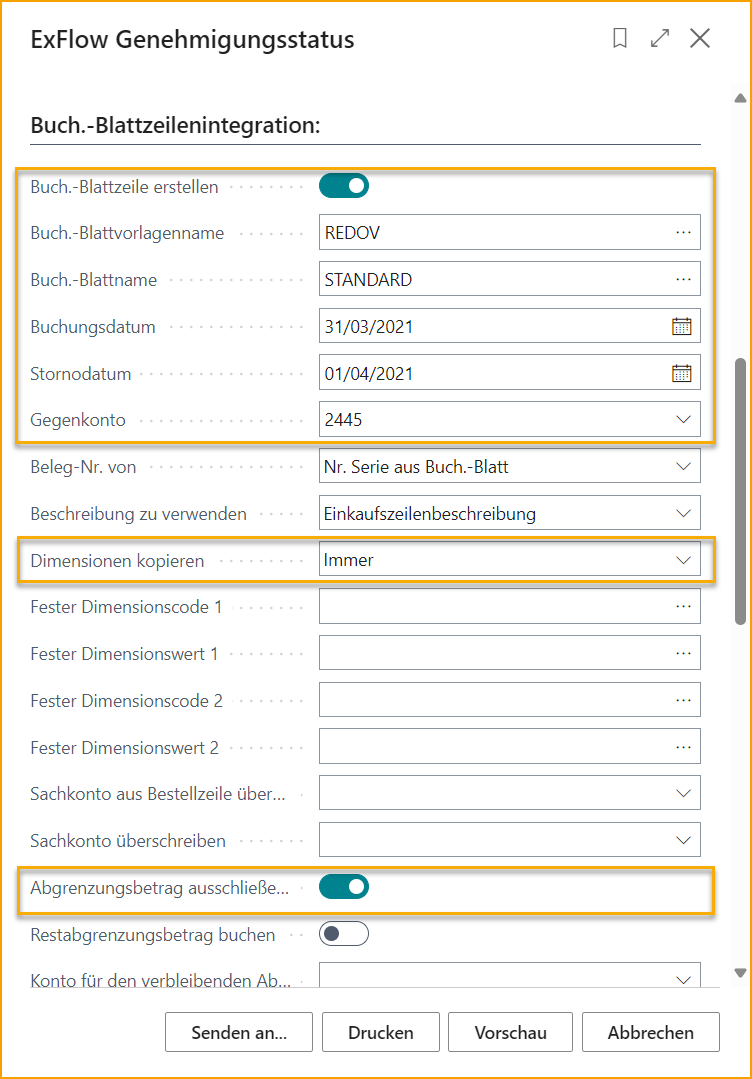 ExFlow Genehmigungsstatus
Buch.-Blattzeilenintegration:
Buch.-Blattzeile erstellen
Buch.-Blattvorlagenname REDOV
Buch.-Blattname STANDARD
Buchungsdatum 31/03/2021
Stornodatum 01/04/2021
Gegenkonto 2445
Beleg-Nr. von Nr. Serie aus Buch.-Blatt
Beschreibung zu verwenden Einkaufszeilenbeschreibung
Dimensionen kopieren Immer
Fester Dimensionscode 1
Fester Dimensionswert 1
Fester Dimensionscode 2
Fester Dimensionswert 2
Sachkonto aus Bestellzeile über...
Sachkonto überschreiben
Abgrenzungsbetrag ausschließe...
Restabgrenzungsbetrag buchen
Konto für den verbleibenden Ab...
Senden an... Drucken Vorschau Abbrechen